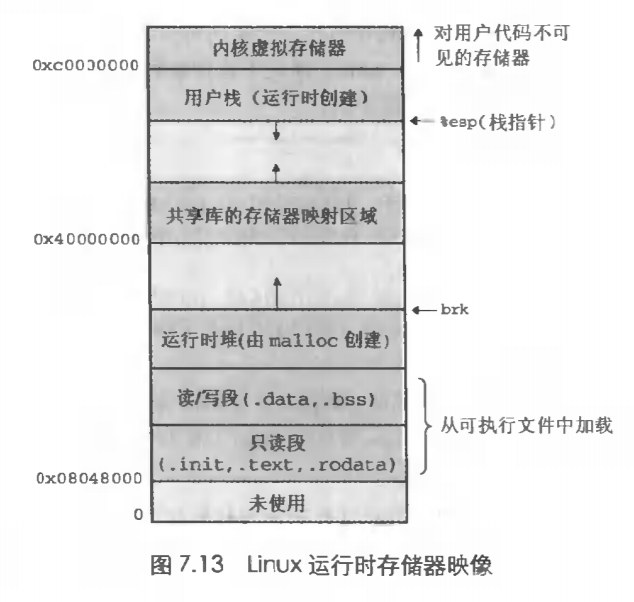 内核虚拟存储器
对用户代码不可
见的存储器
0xc0000000
用户栈（运行时创建）
%esp(栈指针)
共享库的存储器映射区域
0x40000000
brk
运行时堆(由 malloc 创建)
读/写段(.data,.bss)
从可执行文件中加载
只读段
(.init,.text,.rodata)
0x08048000
未使用
0
图 7.13 Linux 运行时存储器映像